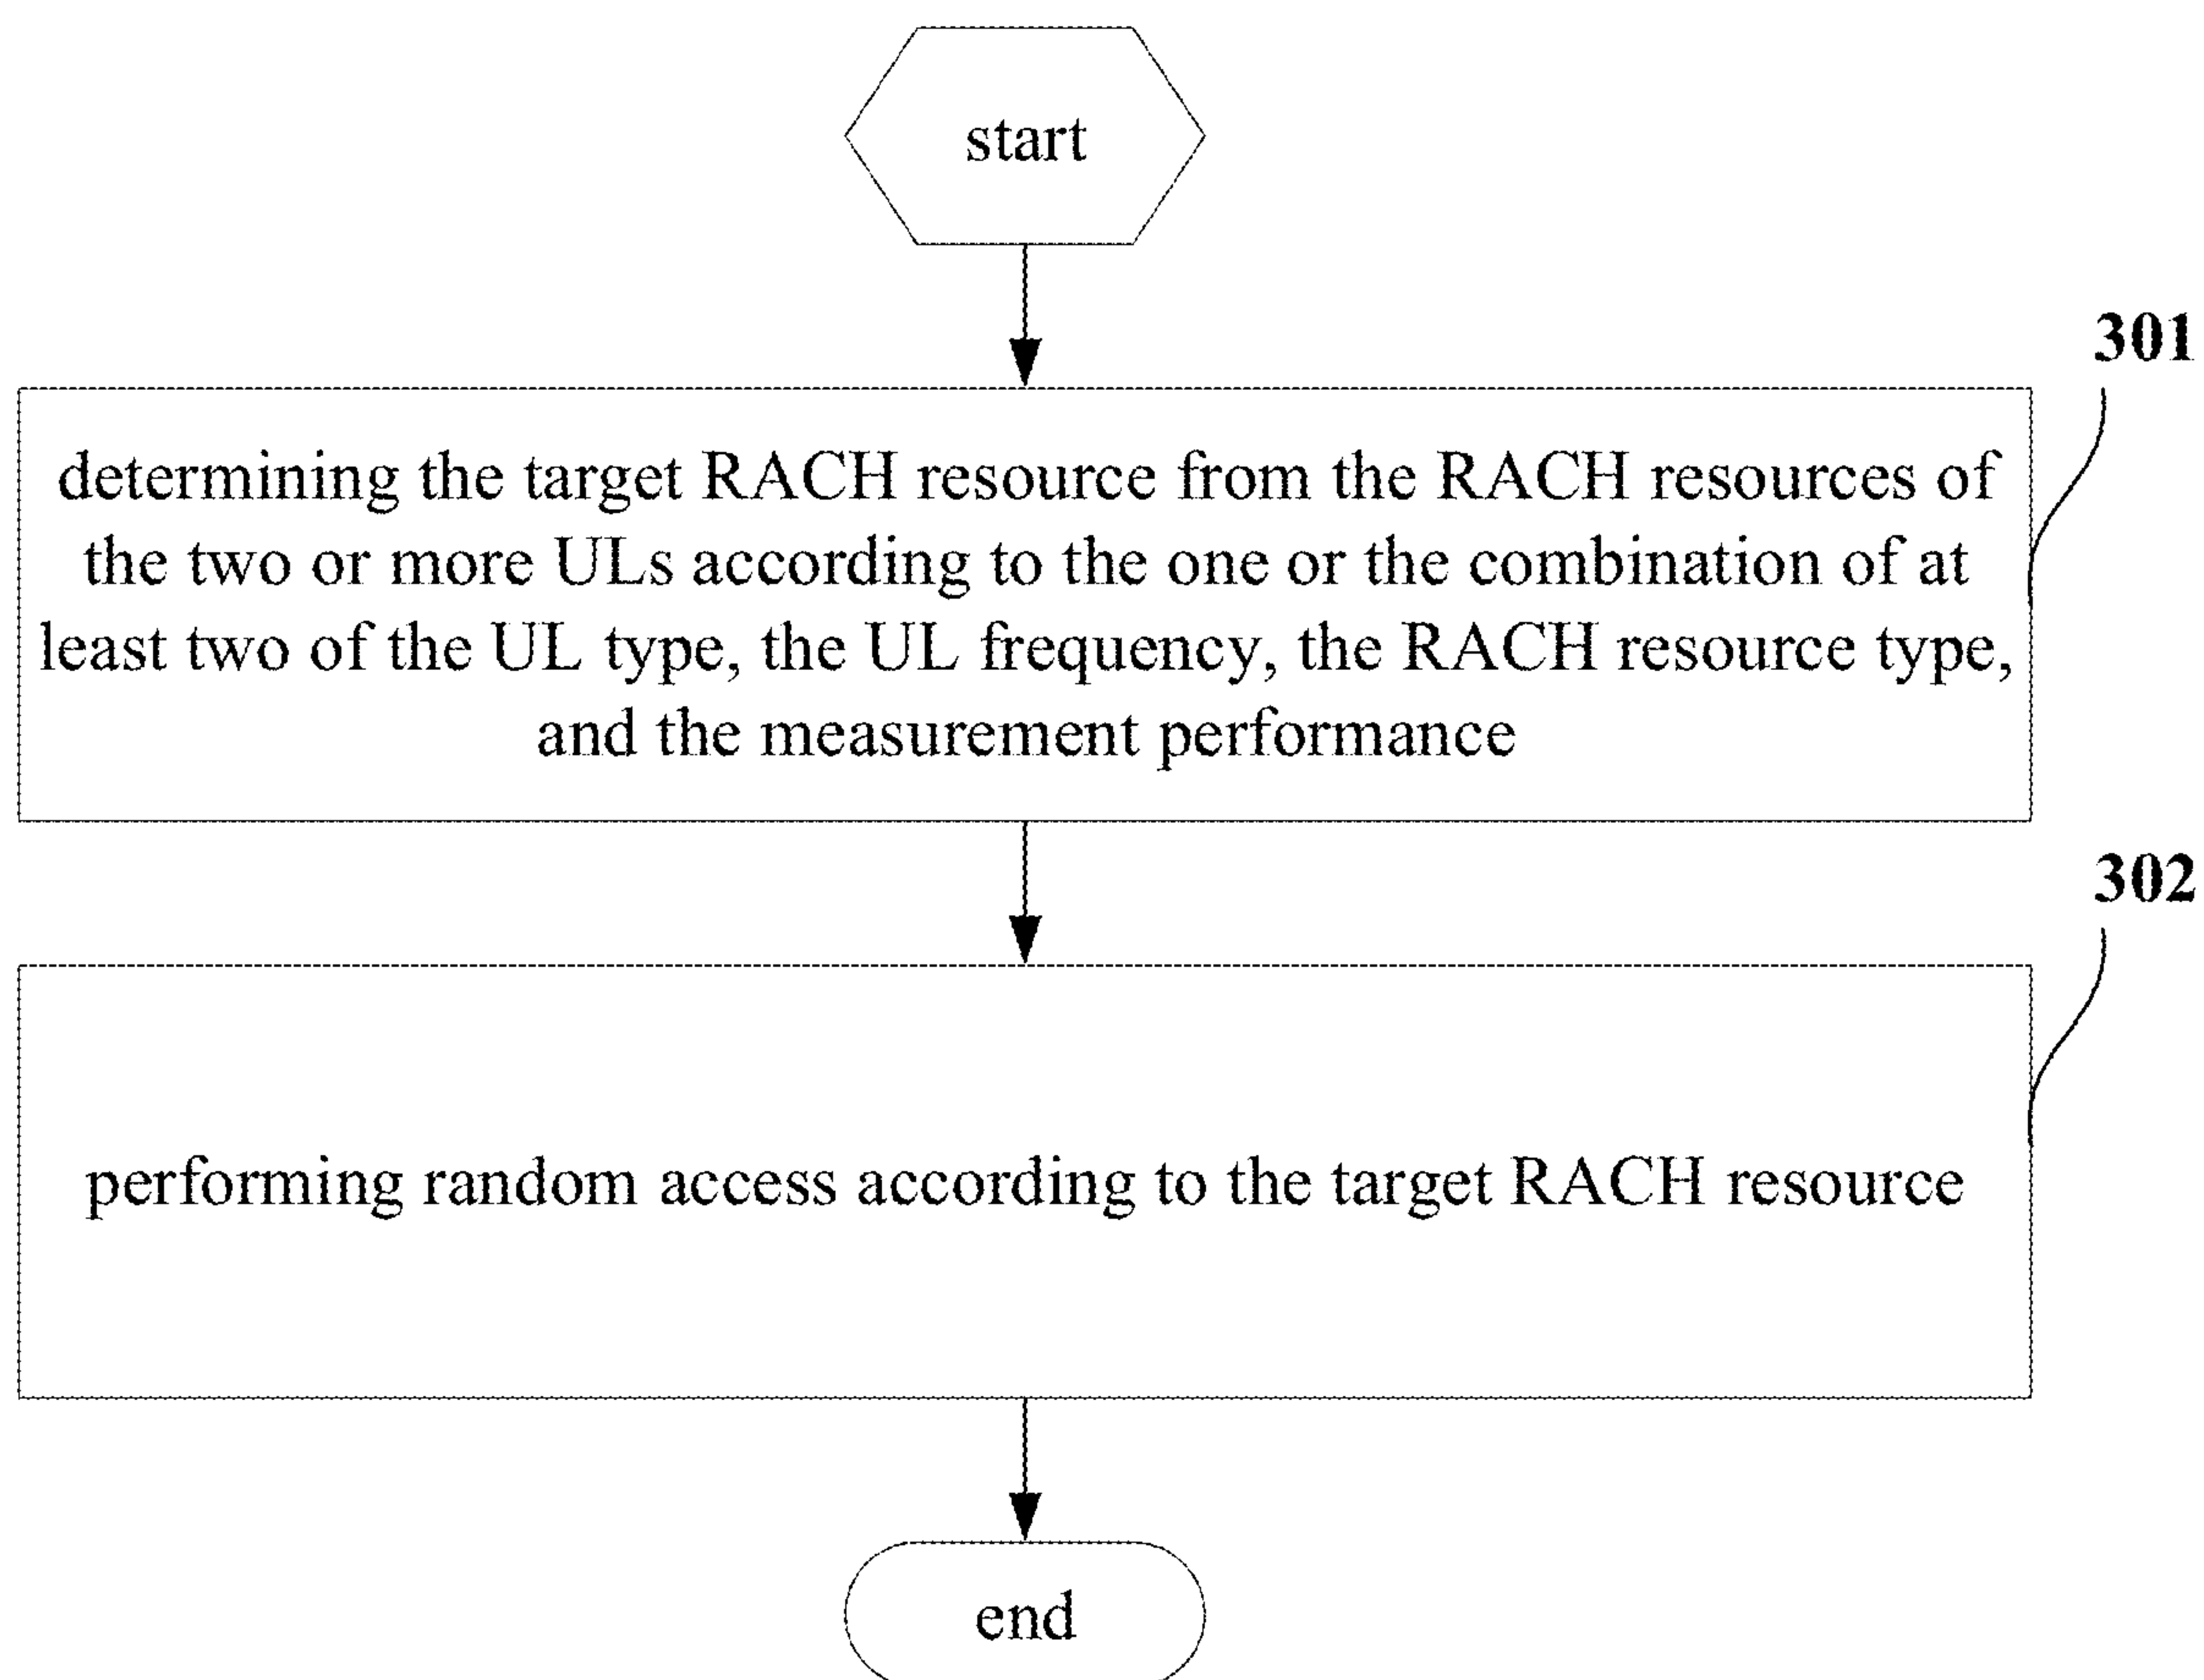 start
301
determining the target RACH resource from the RACH resources of
the two or more ULs according to the one or the combination of at
least two of the UL type, the UL frequency, the RACH resource type,
and the measurement performance
302
performing random access according to the target RACH resource
end